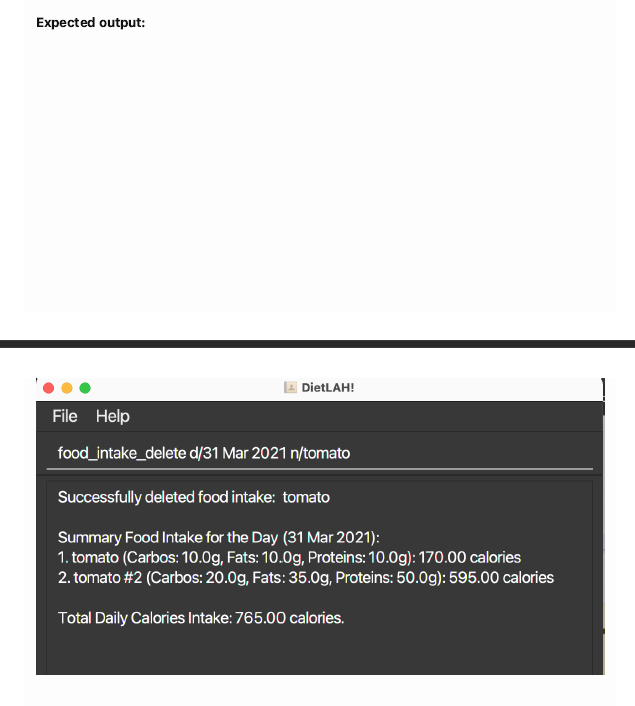 Expected output:
DietLAH!
File Help
food_intake_delete d/31 Mar 2021 n/tomato
Successfully deleted food intake: tomato
Summary Food Intake for the Day (31 Mar 2021):
1. tomato (Carbos: 10.0g, Fats: 10.0g, Proteins: 10.0g): 170.00 calories
2. tomato #2 (Carbos: 20.0g, Fats: 35.0g, Proteins: 50.0g): 595.00 calories
Total Daily Calories Intake: 765.00 calories.